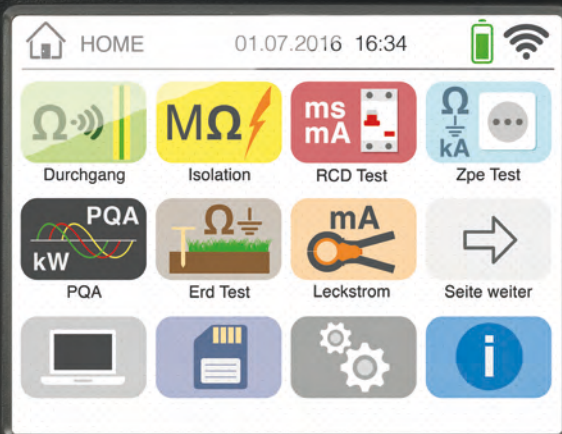 HOME 01.07.2016 16:34
Ω MΩ ms mA Ω kA
Durchgang Isolation RCD Test Zpe Test
PQA kW Ω mA
PQA Erd Test Leckstrom Seite weiter
i